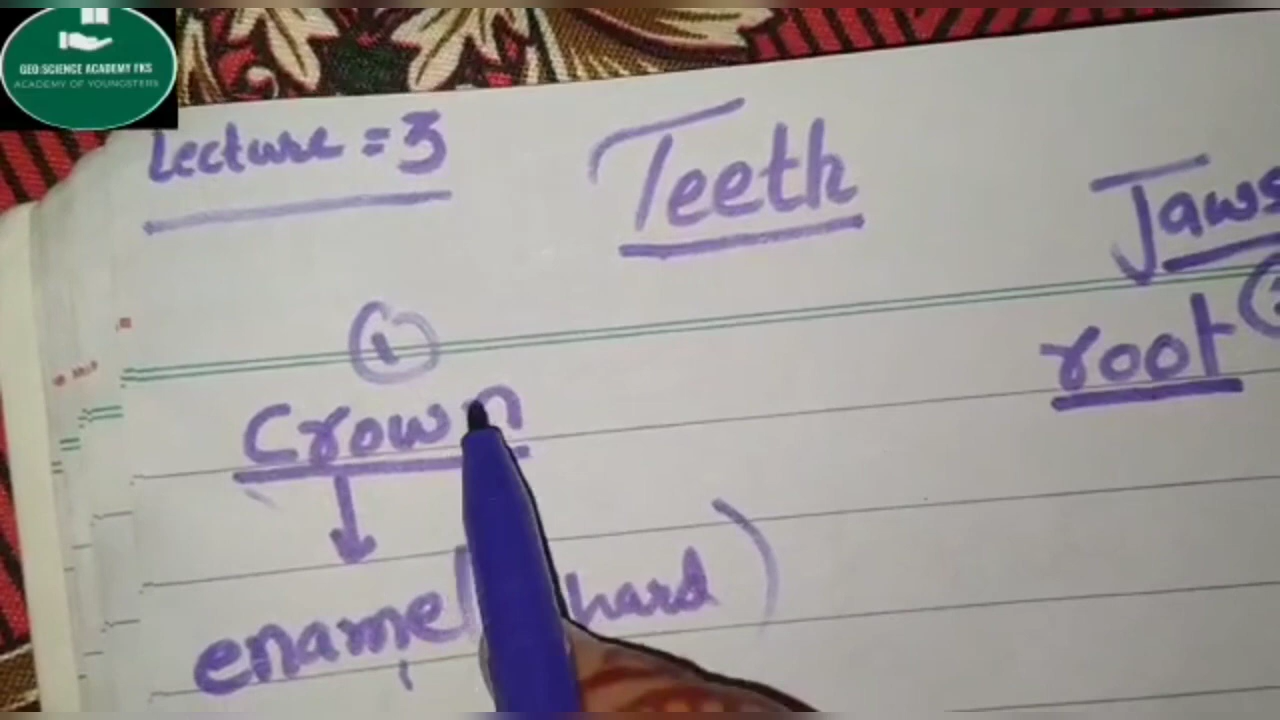 GEO:SCIENCE ACADEMY FKS
ACADEMY OF YOUNGSTERS
Lecture = 3
Teeth
Jaws
1
root
Crown
enamel hard)